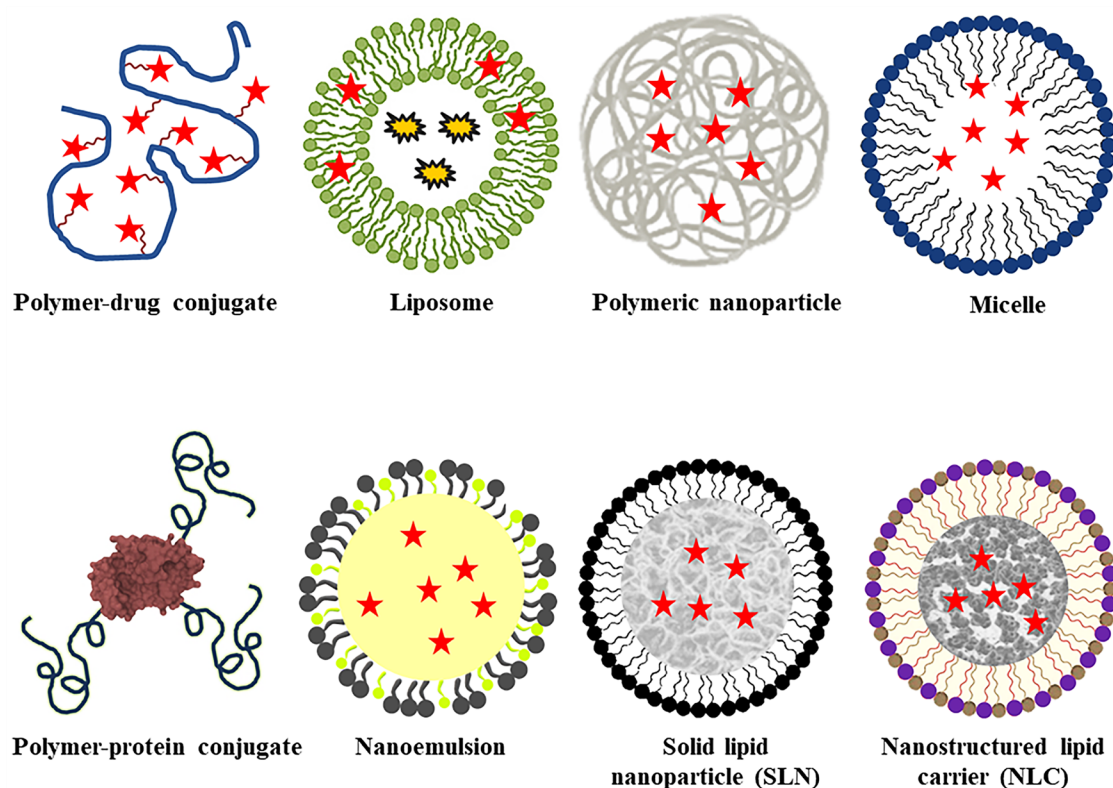 Polymer-drug conjugate
Liposome
Polymeric nanoparticle
Micelle
Polymer-protein conjugate
Nanoemulsion
Solid lipid
nanoparticle (SLN)
Nanostructured lipid
carrier (NLC)